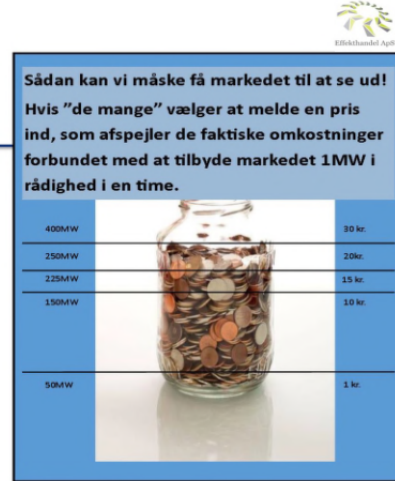 Effekthandel ApS
Sådan kan vi måske få markedet til at se ud!
Hvis ”de mange” vælger at melde en pris
ind, som afspejler de faktiske omkostninger
forbundet med at tilbyde markedet 1MW i
rådighed i en time.
400MW 30 kr.
250MW 20kr.
225MW 15 kr.
150MW 10 kr.
50MW 1 kr.